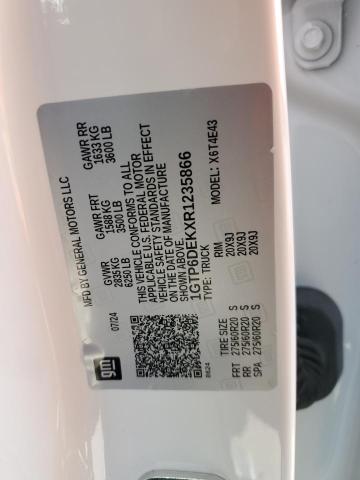 MFD BY GENERAL MOTORS LLC
07/24
GVWR
2835 KG
6250 LB
GAWR FRT
1588 KG
3500 LB
GAWR RR
1633 KG
3600 LB
THIS VEHICLE CONFORMS TO ALL
APPLICABLE U.S. FEDERAL MOTOR
VEHICLE SAFETY STANDARDS IN EFFECT
ON THE DATE OF MANUFACTURE
SHOWN ABOVE.
1GTP6DEKXR1235866
TYPE: TRUCK
MODEL: X6T4E43
gm
TIRE SIZE RIM
FRT 275/60R20 S 20X9J
RR 275/60R20 S 20X9J
SPA 275/60R20 S 20X9J